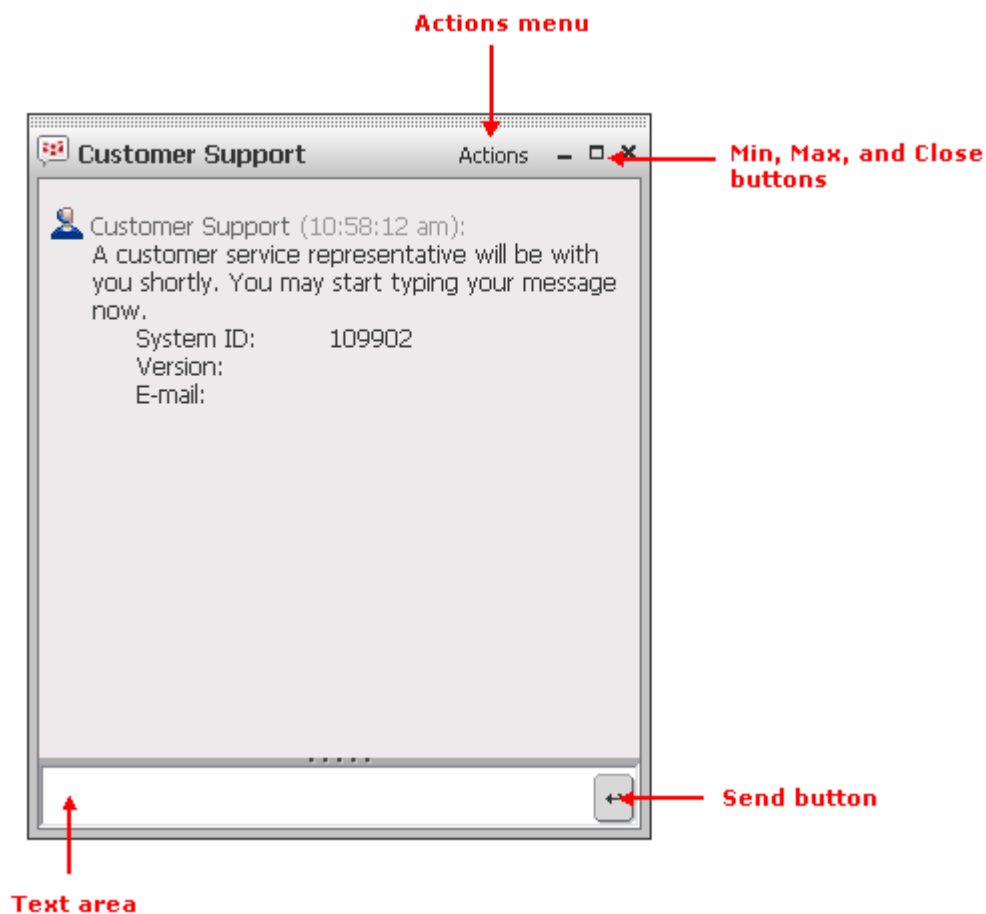 Actions menu
Customer Support Actions
Min, Max, and Close
buttons
Customer Support (10:58:12 am):
A customer service representative will be with
you shortly. You may start typing your message
now.
System ID: 109902
Version:
E-mail:
Send button
Text area